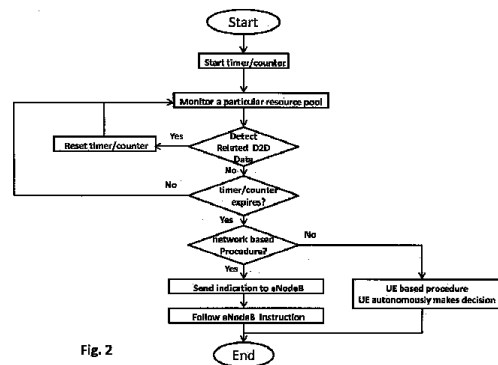 Start
Start timer/counter
Monitor a particular resource pool
Detect
Related D2D
Data
Yes
Reset timer/counter
No
timer/counter
expires?
No
Yes
network based
Procedure?
No
Yes
Send indication to eNodeB
UE based procedure
UE autonomously makes decision
Follow eNodeB Instruction
Fig. 2
End